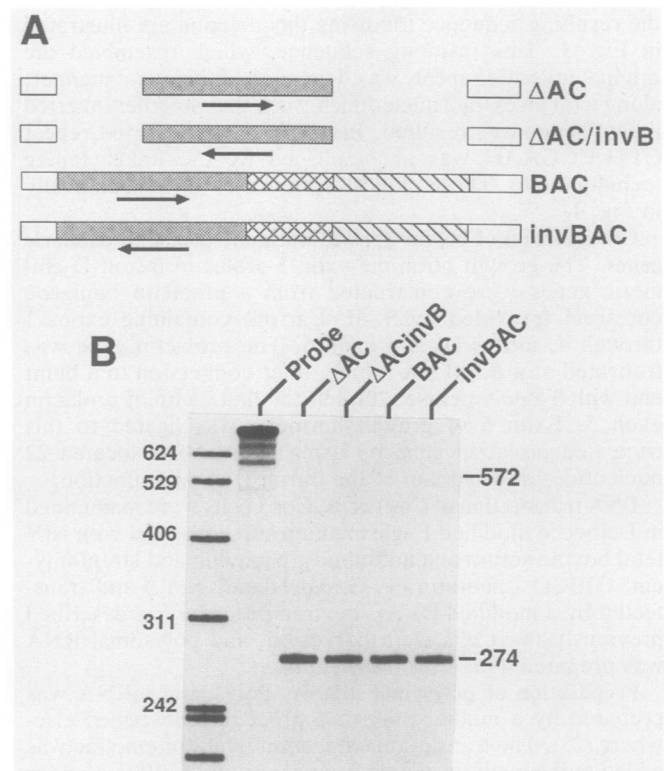 A
ΔAC
ΔAC/invB
BAC
invBAC
B
Probe
ΔAC
ΔACinvB
BAC
invBAC
624
529
406
311
242
572
274